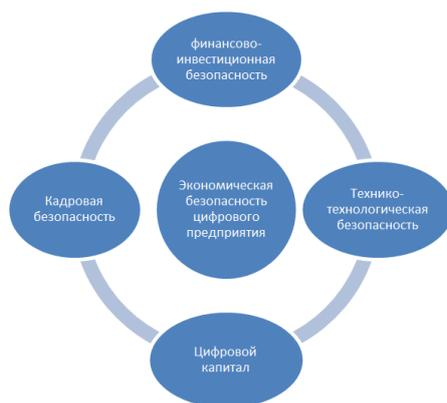 финансово-
инвестиционная
безопасность
Кадровая
безопасность
Экономическая
безопасность
цифрового
предприятия
Технико-
технологическая
безопасность
Цифровой
капитал